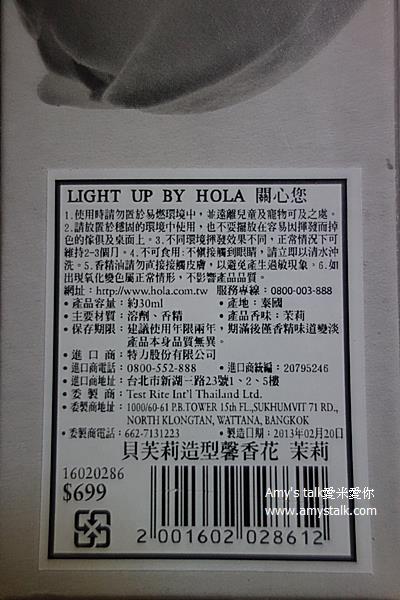 LIGHT UP BY HOLA 關心您
1.使用時請勿置於易燃環境中，並遠離兒童及寵物可及之處。
2.請放置於穩固的環境中使用，也不要擺放在容易因揮發而掉
色的傢俱及桌面上。3.不同環境揮發效果不同，正常情況下可
維持2-3個月。4.不可食用:不慎接觸到眼睛，請立即以清水沖
洗。5.香精油請勿直接接觸皮膚，以避免產生過敏現象。6.如
出現氧化變色屬正常情形，不影響產品品質。
網址:http://www.hola.com.tw 服務專線:0800-003-888
•產品容量:約30ml •產地:泰國
•主要材質:溶劑、香精 •產品香味:茉莉
•保存期限:建議使用年限兩年，期滿後僅香精味道變淡
產品本身品質無異。
•進口商:特力股份有限公司
•進口商電話:0800-552-888 •進口商統編:20795246
•進口商地址:台北市新湖一路23號1、2、5樓
•委製商:Test Rite Int'l Thailand Ltd.
•委製商地址:1000/60-61 P.B.TOWER 15th FL.,SUKHUMVIT 71 RD.,
NORTH KLONGTAN, WATTANA, BANGKOK
•委製商電話:662-7131223 •製造日期:2013年02月20日
貝芙莉造型馨香花 茉莉
16020286
$699
2 001602 028612
Amy's talk愛米愛你
www.amystalk.com